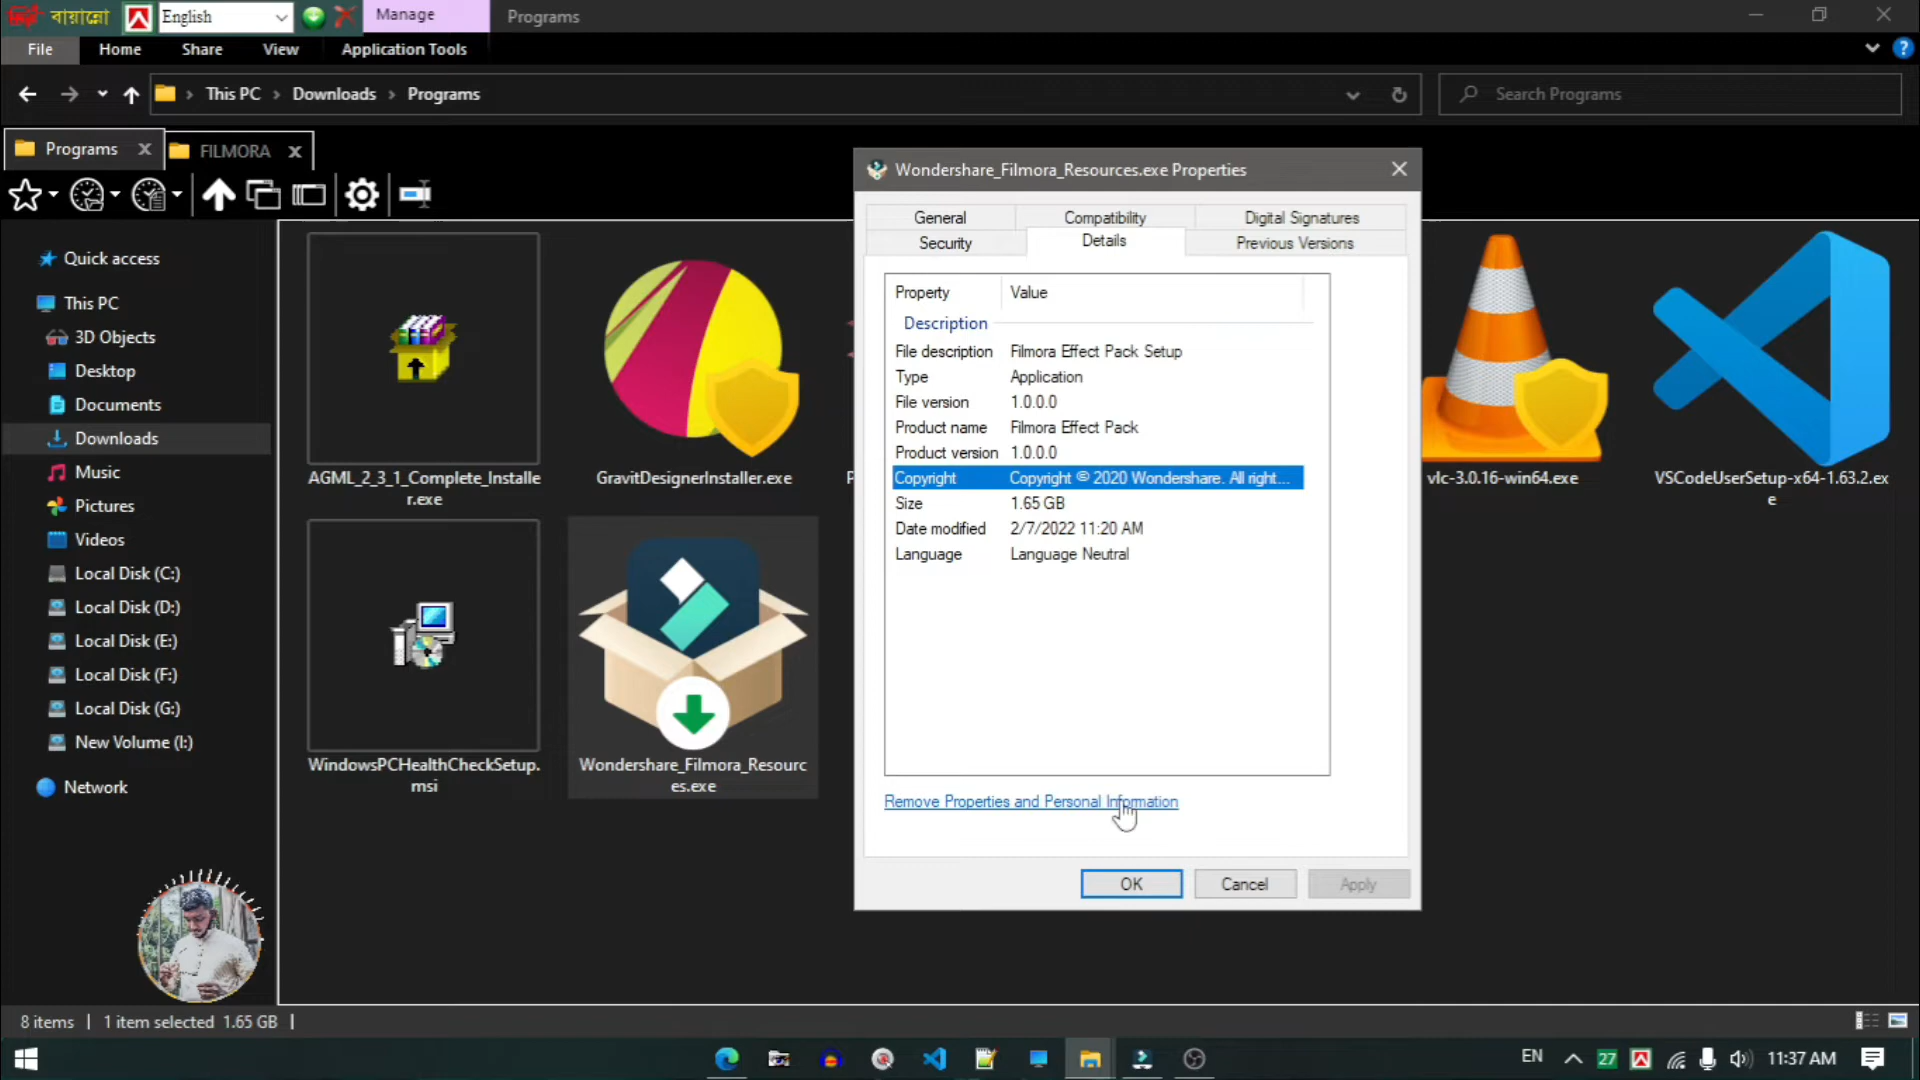 বায়ান্নো
English
Manage
Programs
File
Home
Share
View
Application Tools
This PC
Downloads
Programs
Search Programs
Programs
FILMORA
Quick access
This PC
3D Objects
Desktop
Documents
Downloads
Music
Pictures
Videos
Local Disk (C:)
Local Disk (D:)
Local Disk (E:)
Local Disk (F:)
Local Disk (G:)
New Volume (I:)
Network
AGML_2_3_1_Complete_Installe
r.exe
GravitDesignerInstaller.exe
vlc-3.0.16-win64.exe
VSCodeUserSetup-x64-1.63.2.ex
e
WindowsPCHealthCheckSetup.
msi
Wondershare_Filmora_Resourc
es.exe
Wondershare_Filmora_Resources.exe Properties
General
Compatibility
Digital Signatures
Security
Details
Previous Versions
Property
Value
Description
File description Filmora Effect Pack Setup
Type Application
File version 1.0.0.0
Product name Filmora Effect Pack
Product version 1.0.0.0
Copyright Copyright © 2020 Wondershare. All right...
Size 1.65 GB
Date modified 2/7/2022 11:20 AM
Language Language Neutral
Remove Properties and Personal Information
OK
Cancel
Apply
8 items
1 item selected 1.65 GB
EN
27
11:37 AM